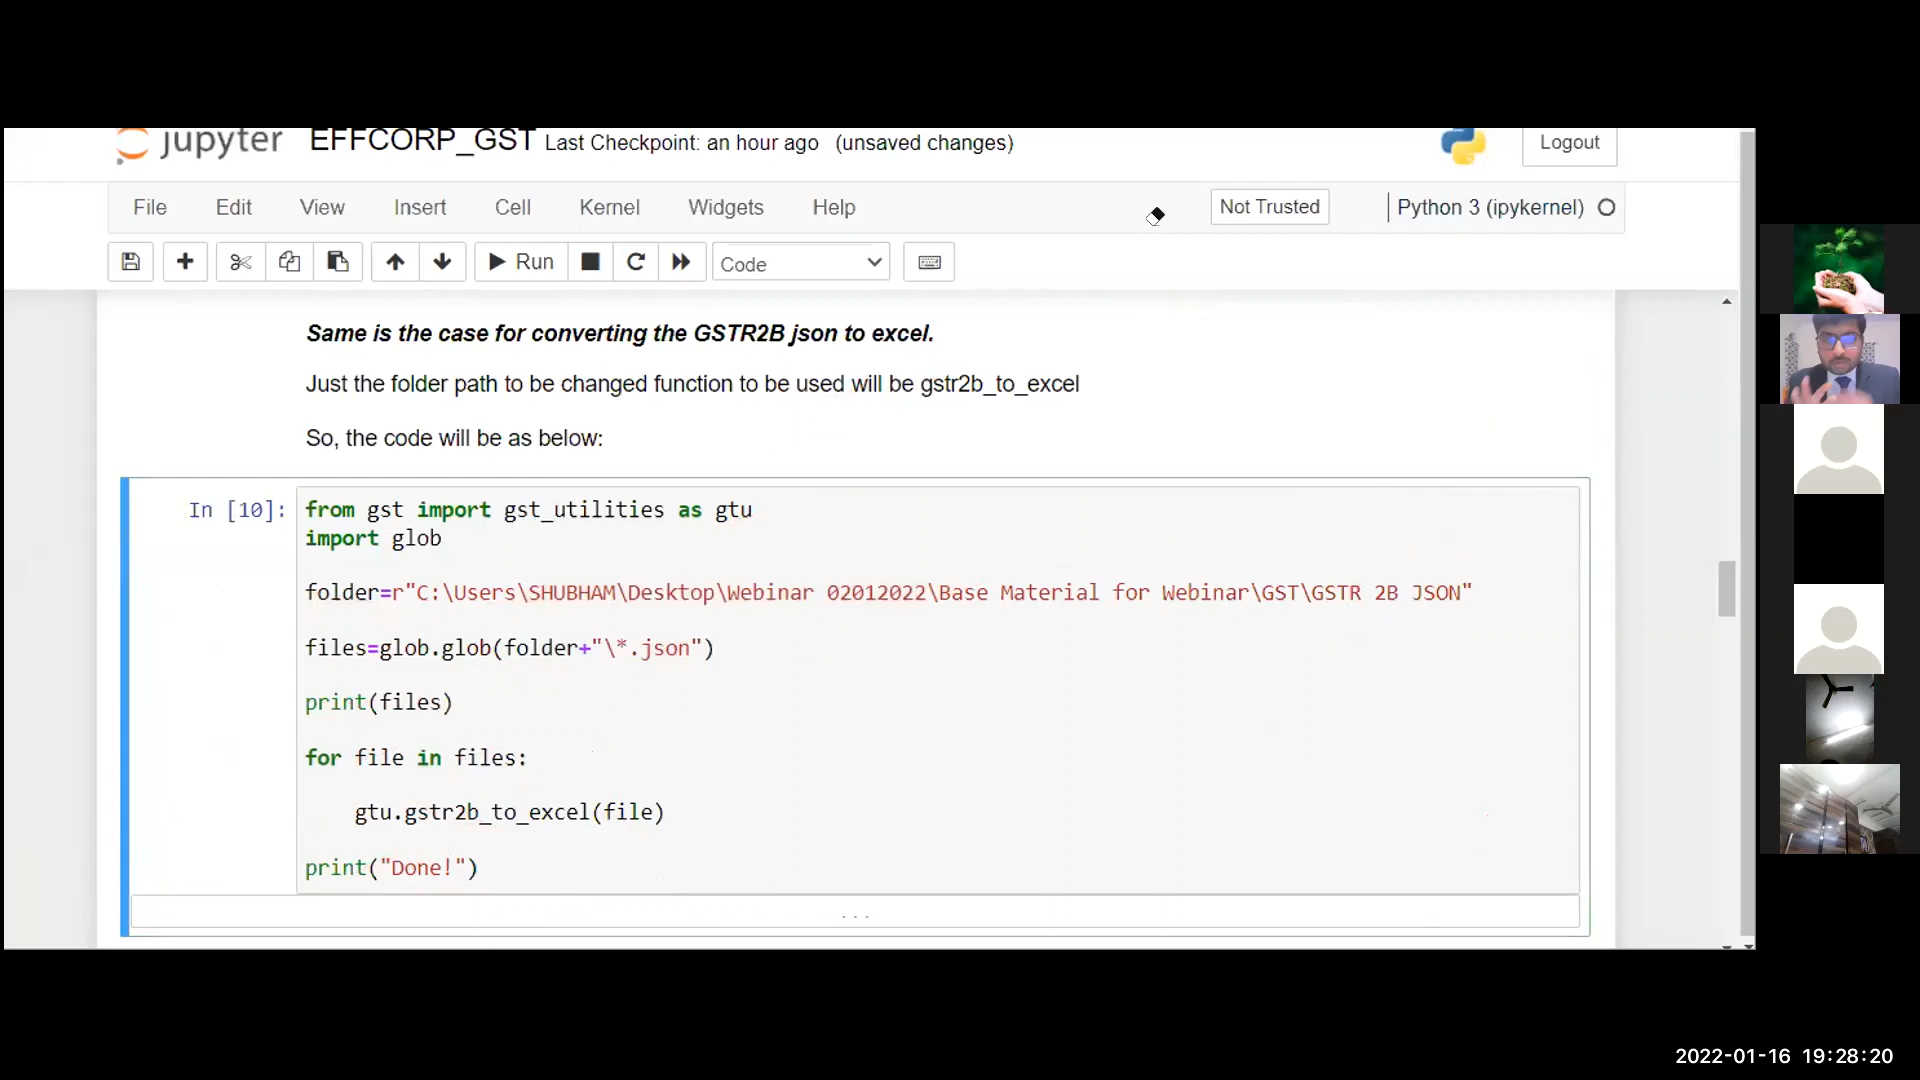 jupyter EFFCORP_GST Last Checkpoint: an hour ago (unsaved changes) Logout
File Edit View Insert Cell Kernel Widgets Help Not Trusted Python 3 (ipykernel)
Run Code
Same is the case for converting the GSTR2B json to excel.
Just the folder path to be changed function to be used will be gstr2b_to_excel
So, the code will be as below:
In [10]: from gst import gst_utilities as gtu
import glob
folder=r"C:\Users\SHUBHAM\Desktop\Webinar 02012022\Base Material for Webinar\GST\GSTR 2B JSON"
files=glob.glob(folder+"\*.json")
print(files)
for file in files:
gtu.gstr2b_to_excel(file)
print("Done!")
...
2022-01-16 19:28:20